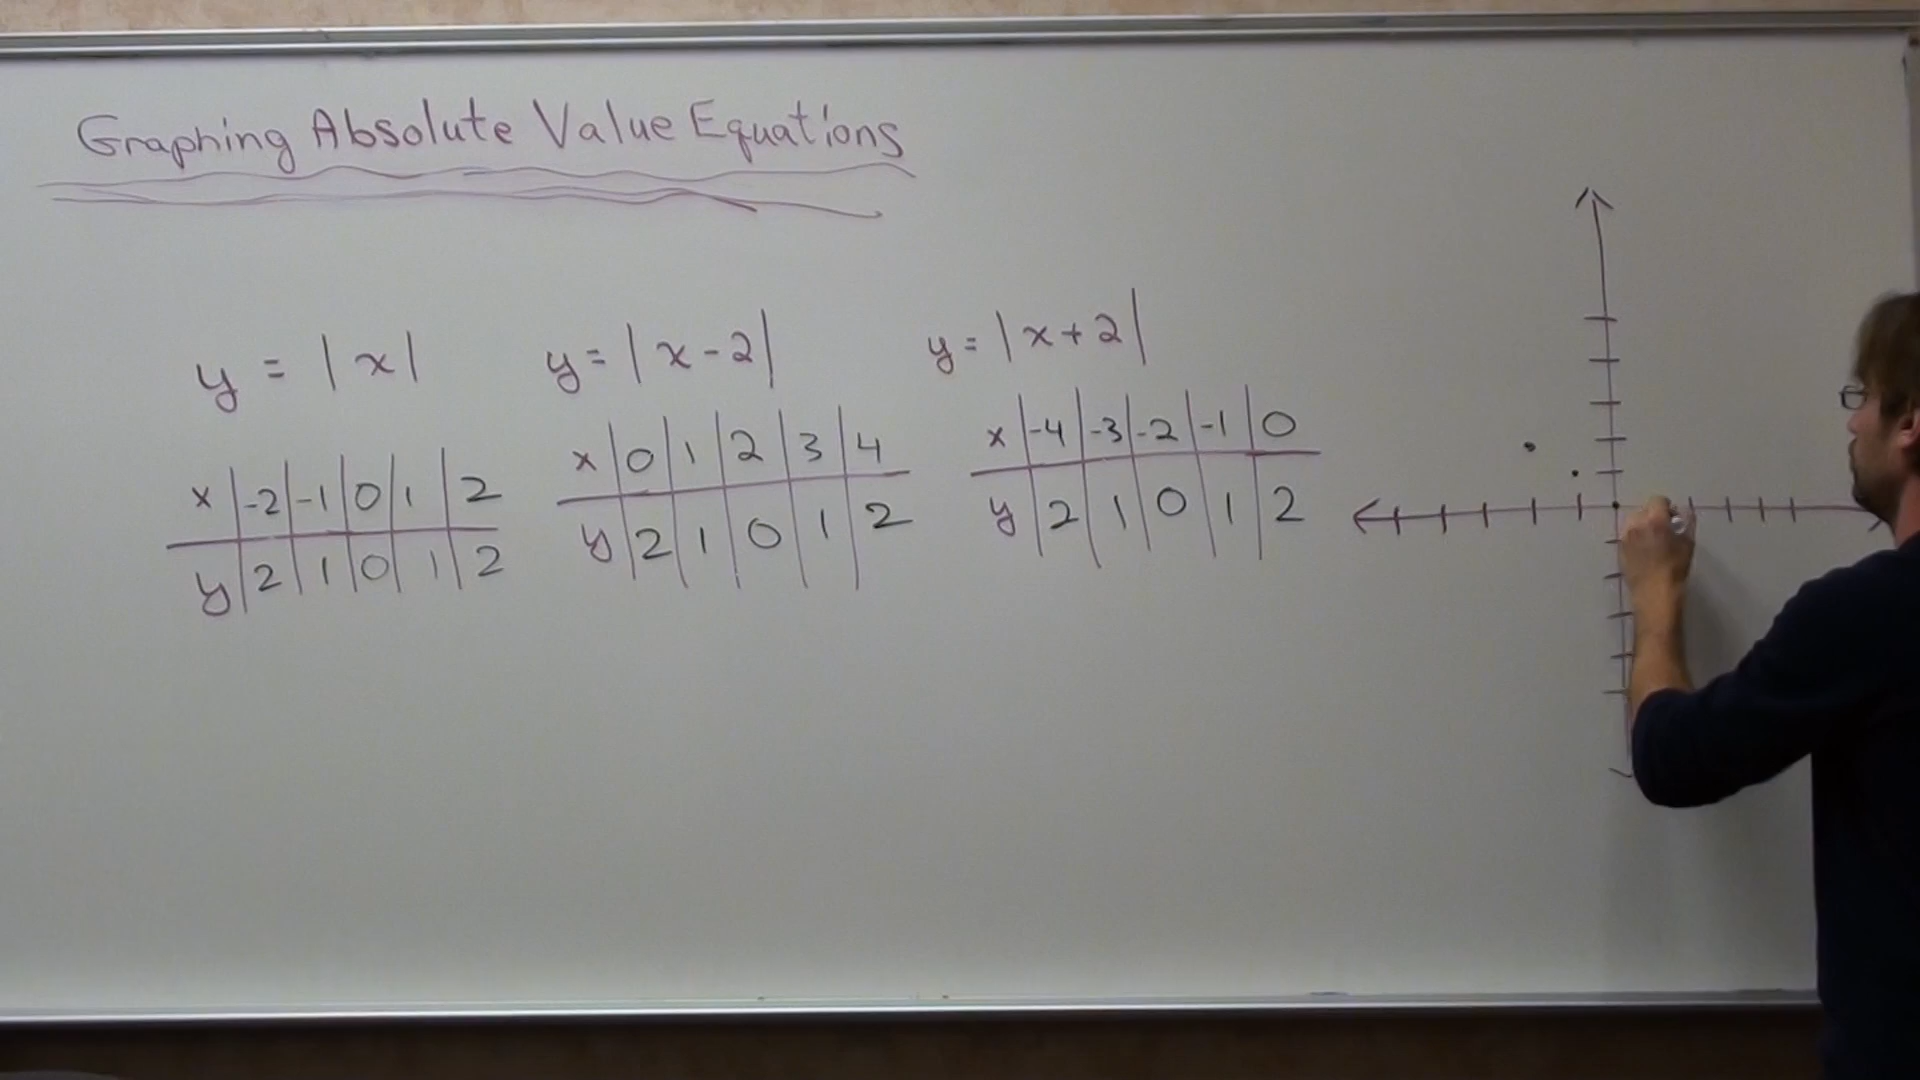 Graphing Absolute Value Equations
y = |x|
x | -2 | -1 | 0 | 1 | 2
y | 2 | 1 | 0 | 1 | 2
y = |x - 2|
x | 0 | 1 | 2 | 3 | 4
y | 2 | 1 | 0 | 1 | 2
y = |x + 2|
x | -4 | -3 | -2 | -1 | 0
y | 2 | 1 | 0 | 1 | 2